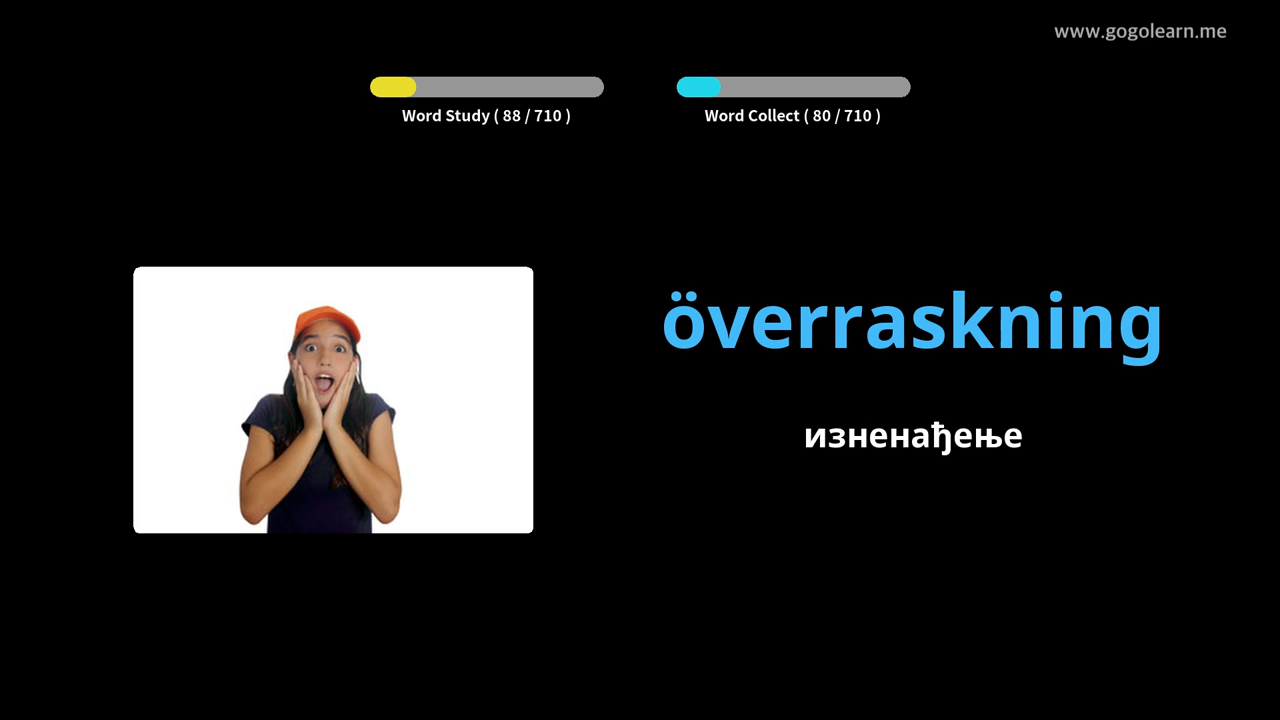 www.gogolearn.me
Word Study ( 88 / 710 )
Word Collect ( 80 / 710 )
överraskning
изненађење